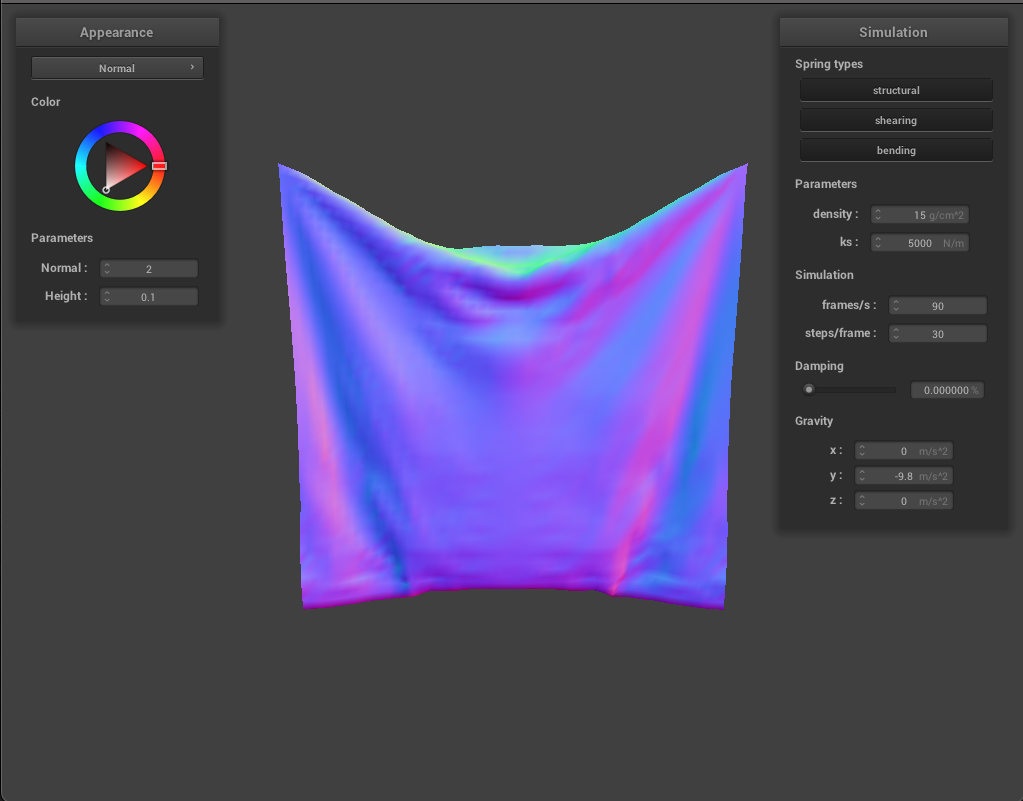 Appearance
Normal
Color
Parameters
Normal : 2
Height : 0.1
Simulation
Spring types
structural
shearing
bending
Parameters
density : 15 g/cm^2
ks : 5000 N/m
Simulation
frames/s : 90
steps/frame : 30
Damping
0.000000 %
Gravity
x : 0 m/s^2
y : -9.8 m/s^2
z : 0 m/s^2